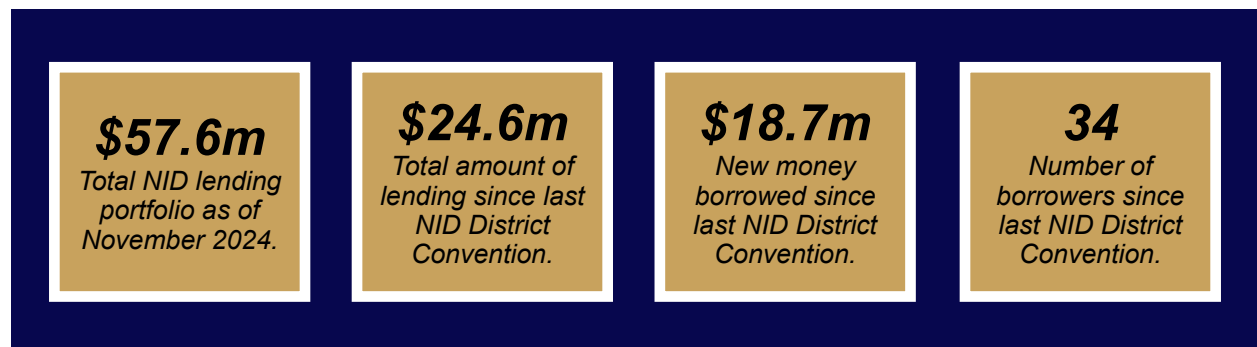 $57.6m
Total NID lending
portfolio as of
November 2024.
$24.6m
Total amount of
lending since last
NID District
Convention.
$18.7m
New money
borrowed since
last NID District
Convention.
34
Number of
borrowers since
last NID District
Convention.